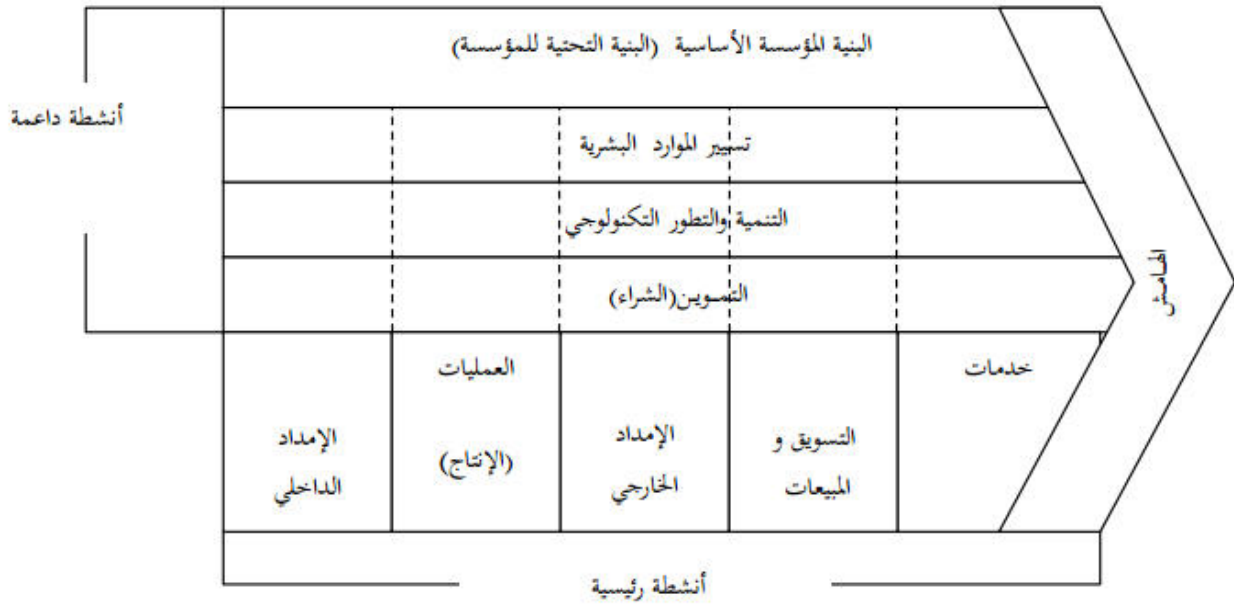 البنية المؤسسة الأساسية (البنية التحتية للمؤسسة)
أنشطة داعمة
تسيير الموارد البشرية
التنمية والتطور التكنولوجي
التموين(الشراء)
الهامش
الإمداد
الداخلي
العمليات
(الإنتاج)
الإمداد
الخارجي
التسويق و
المبيعات
خدمات
أنشطة رئيسية